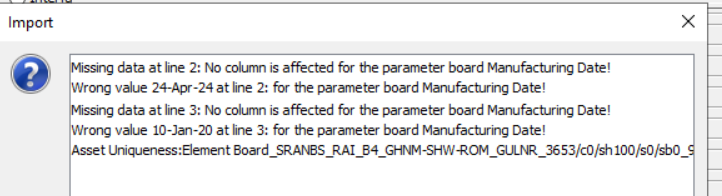 Import
Missing data at line 2: No column is affected for the parameter board Manufacturing Date!
Wrong value 24-Apr-24 at line 2: for the parameter board Manufacturing Date!
Missing data at line 3: No column is affected for the parameter board Manufacturing Date!
Wrong value 10-Jan-20 at line 3: for the parameter board Manufacturing Date!
Asset Uniqueness:Element Board_SRANBS_RAI_B4_GHNM-SHW-ROM_GULNR_3653/c0/sh100/s0/sb0_9